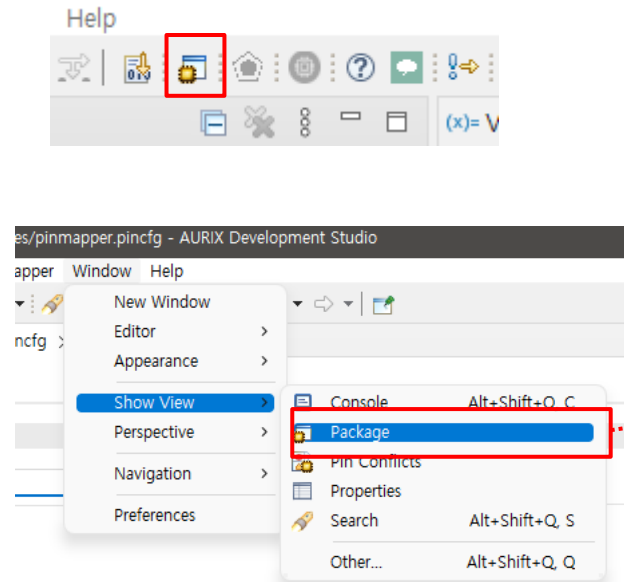 Help
(x)= V
es/pinmapper.pincfg - AURIX Development Studio
apper Window Help
New Window
ncfg
Editor
Appearance
Show View
Console Alt+Shift+Q, C
Perspective
Package
Pin Conflicts
Navigation
Properties
Preferences
Search Alt+Shift+Q, S
Other... Alt+Shift+Q, Q